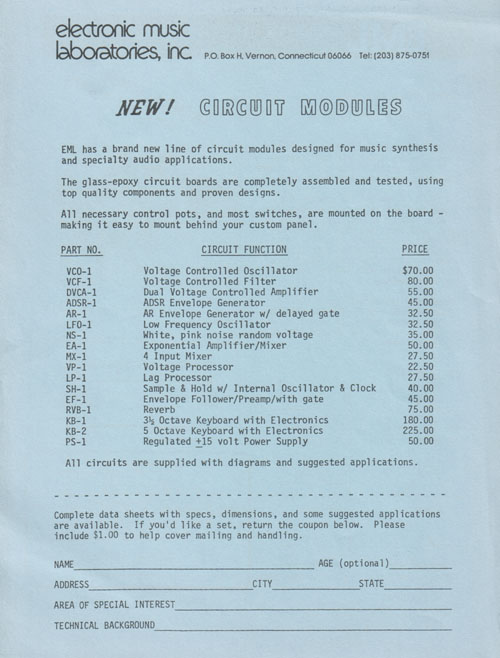 electronic music
laboratories, inc. P.O. Box H, Vernon, Connecticut 06066 Tel: (203) 875-0751
NEW! CIRCUIT MODULES
EML has a brand new line of circuit modules designed for music synthesis
and specialty audio applications.
The glass-epoxy circuit boards are completely assembled and tested, using
top quality components and proven designs.
All necessary control pots, and most switches, are mounted on the board -
making it easy to mount behind your custom panel.
PART NO. CIRCUIT FUNCTION PRICE
VCO-1 Voltage Controlled Oscillator $70.00
VCF-1 Voltage Controlled Filter 80.00
DVCA-1 Dual Voltage Controlled Amplifier 55.00
ADSR-1 ADSR Envelope Generator 45.00
AR-1 AR Envelope Generator w/ delayed gate 32.50
LFO-1 Low Frequency Oscillator 32.50
NS-1 White, pink noise random voltage 35.00
EA-1 Exponential Amplifier/Mixer 50.00
MX-1 4 Input Mixer 27.50
VP-1 Voltage Processor 22.50
LP-1 Lag Processor 27.50
SH-1 Sample & Hold w/ Internal Oscillator & Clock 40.00
EF-1 Envelope Follower/Preamp/with gate 45.00
RVB-1 Reverb 75.00
KB-1 3½ Octave Keyboard with Electronics 180.00
KB-2 5 Octave Keyboard with Electronics 225.00
PS-1 Regulated ±15 volt Power Supply 50.00
All circuits are supplied with diagrams and suggested applications.
Complete data sheets with specs, dimensions, and some suggested applications
are available. If you'd like a set, return the coupon below. Please
include $1.00 to help cover mailing and handling.
NAME AGE (optional)
ADDRESS CITY STATE
AREA OF SPECIAL INTEREST
TECHNICAL BACKGROUND